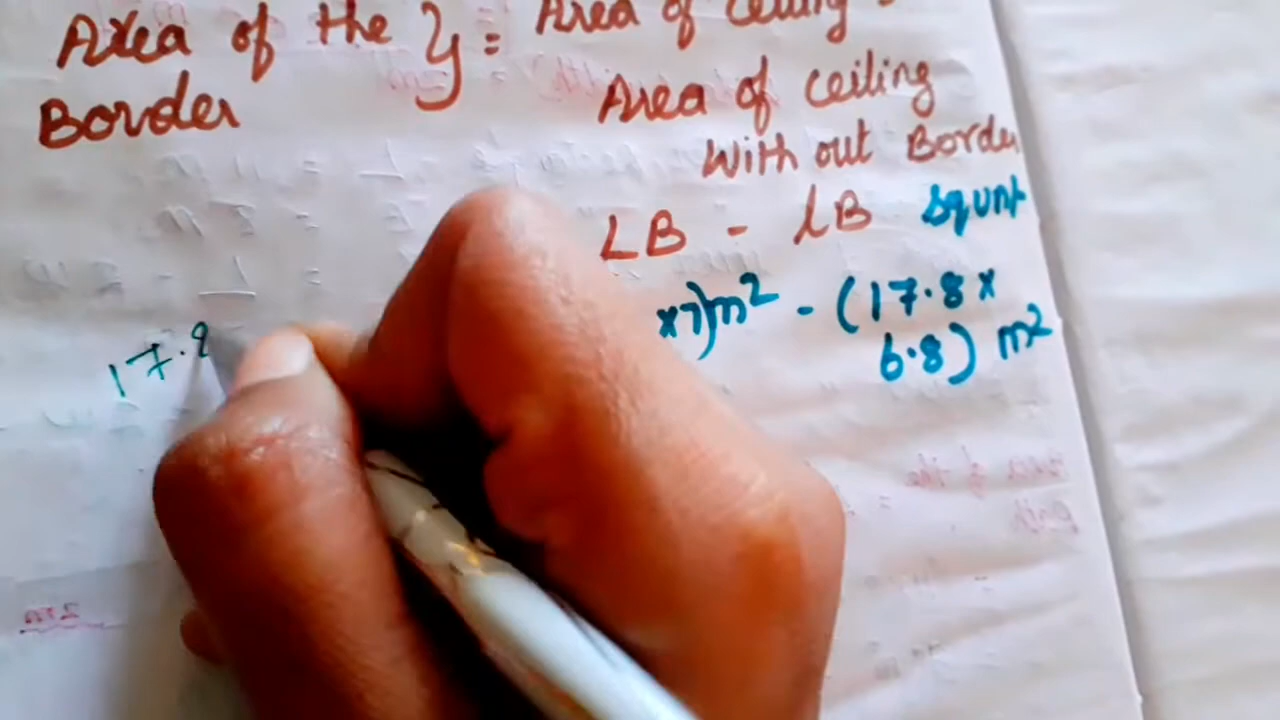 Area of the } = Area of ceiling -
Border
Area of ceiling
With out Border
LB - lB squnt
×7)m² - (17.8 ×
6.8) m²
17.8